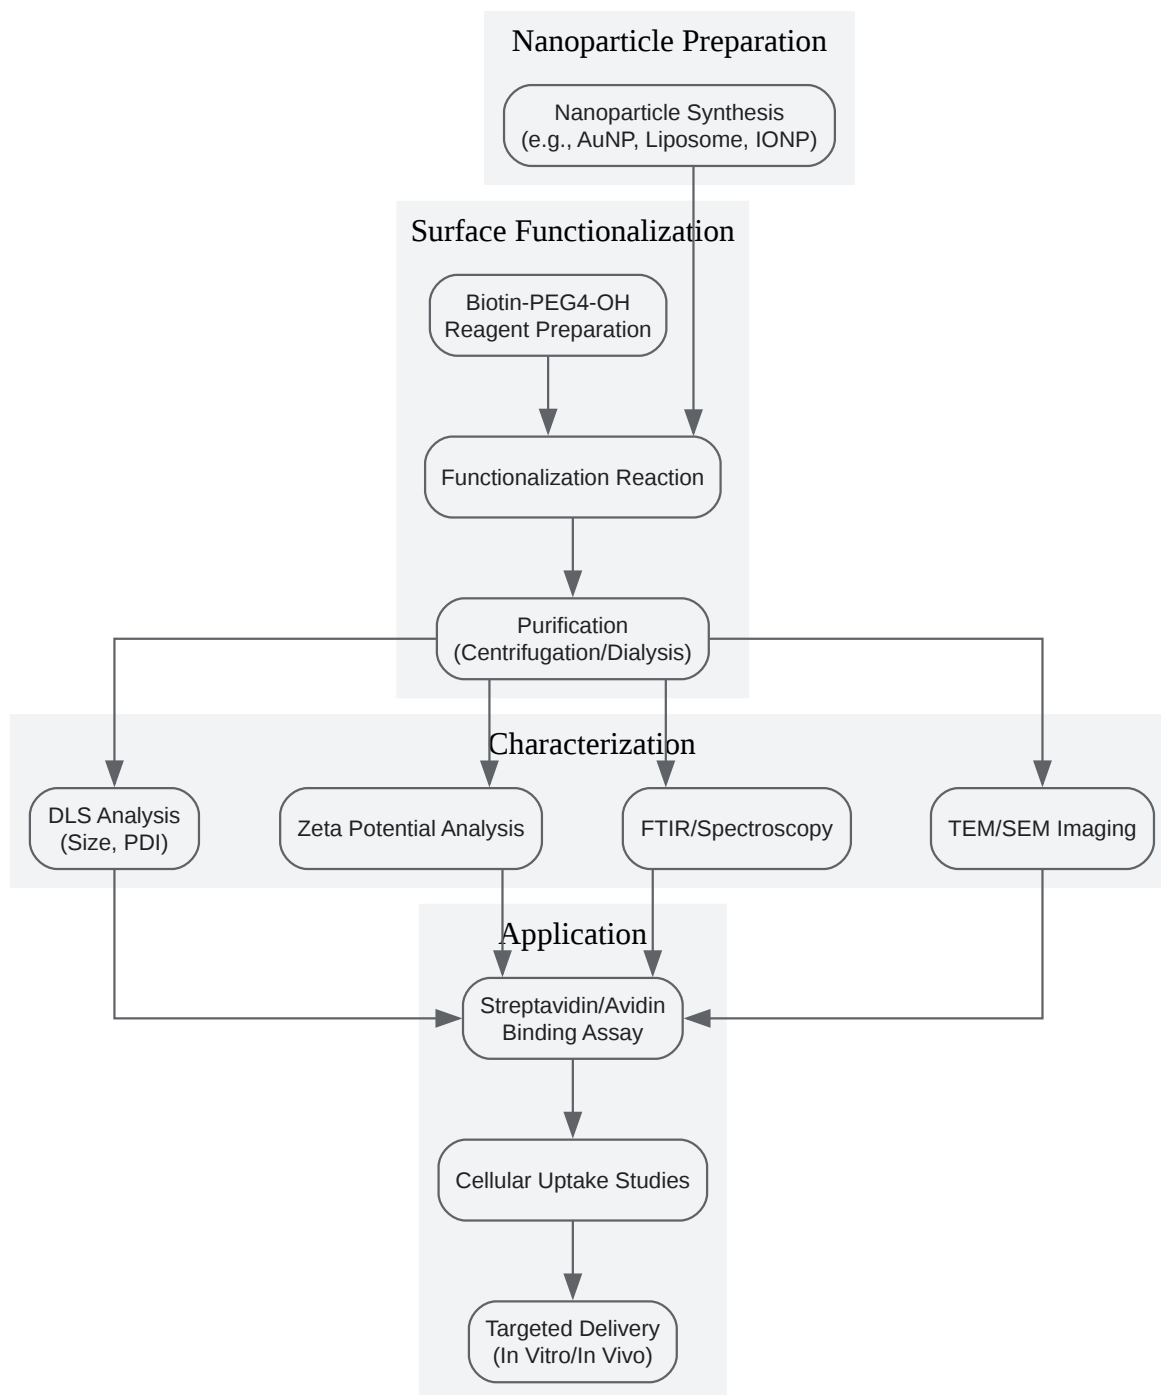 Nanoparticle Preparation
Nanoparticle Synthesis
(e.g., AuNP, Liposome, IONP)
Surface Functionalization
Biotin-PEG4-OH
Reagent Preparation
Functionalization Reaction
Purification
(Centrifugation/Dialysis)
Characterization
DLS Analysis
(Size, PDI)
Zeta Potential Analysis
FTIR/Spectroscopy
TEM/SEM Imaging
Application
Streptavidin/Avidin
Binding Assay
Cellular Uptake Studies
Targeted Delivery
(In Vitro/In Vivo)